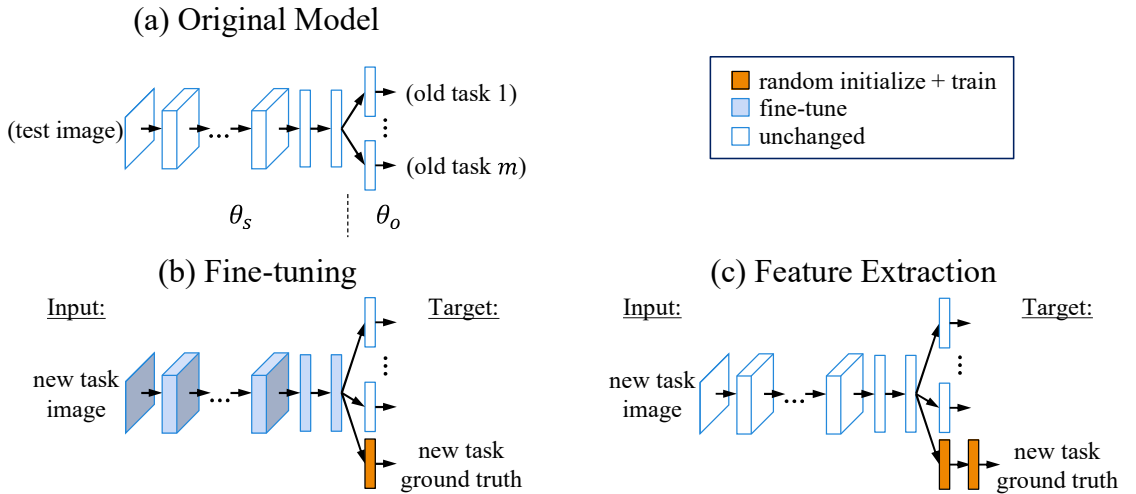 (a) Original Model
(test image)
...
(old task 1)
...
(old task m)
θs
θo
random initialize + train
fine-tune
unchanged
(b) Fine-tuning
Input:
Target:
new task
image
...
...
new task
ground truth
(c) Feature Extraction
Input:
Target:
new task
image
...
...
new task
ground truth